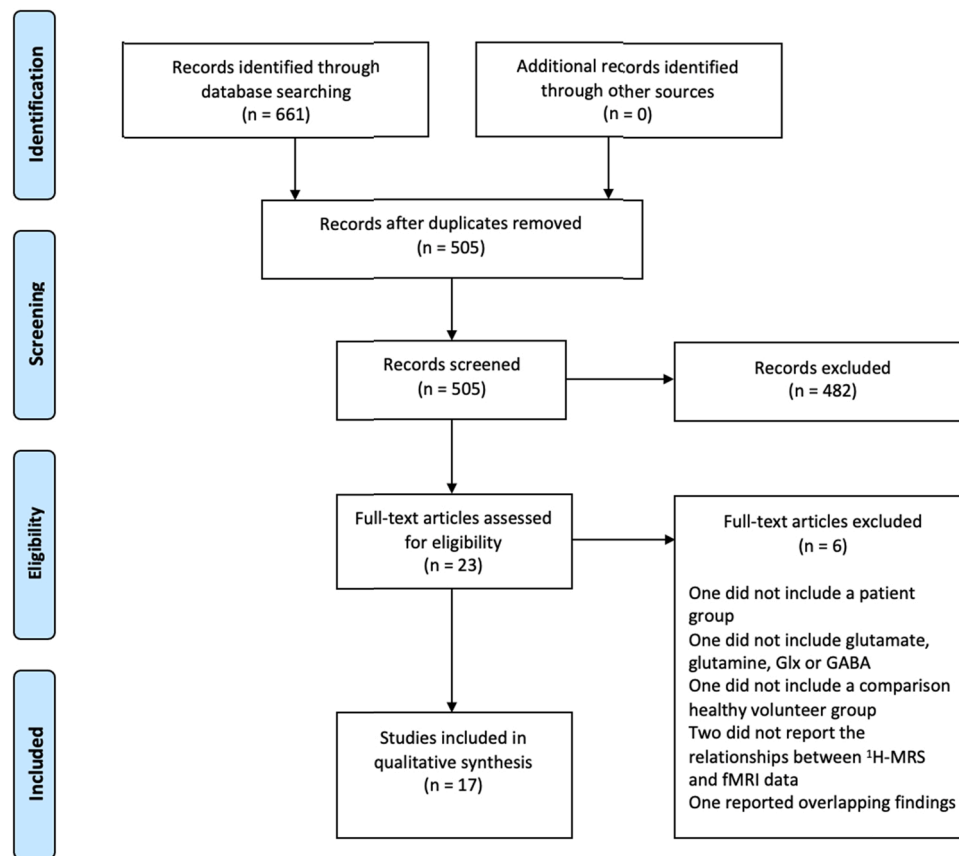 Identification
Records identified through
database searching
(n = 661)
Additional records identified
through other sources
(n = 0)
Records after duplicates removed
(n = 505)
Screening
Records screened
(n = 505)
Records excluded
(n = 482)
Eligibility
Full-text articles assessed
for eligibility
(n = 23)
Full-text articles excluded
(n = 6)
One did not include a patient
group
One did not include glutamate,
glutamine, Glx or GABA
One did not include a comparison
healthy volunteer group
Two did not report the
relationships between ¹H-MRS
and fMRI data
One reported overlapping findings
Included
Studies included in
qualitative synthesis
(n = 17)